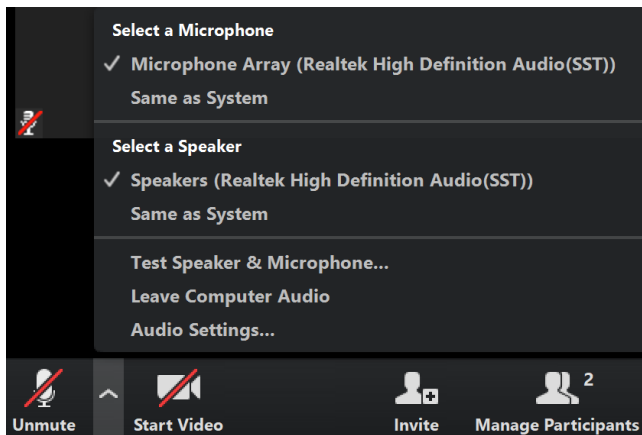 Select a Microphone
✓ Microphone Array (Realtek High Definition Audio(SST))
Same as System
Select a Speaker
✓ Speakers (Realtek High Definition Audio(SST))
Same as System
Test Speaker & Microphone...
Leave Computer Audio
Audio Settings...
2
Unmute Start Video Invite Manage Participants